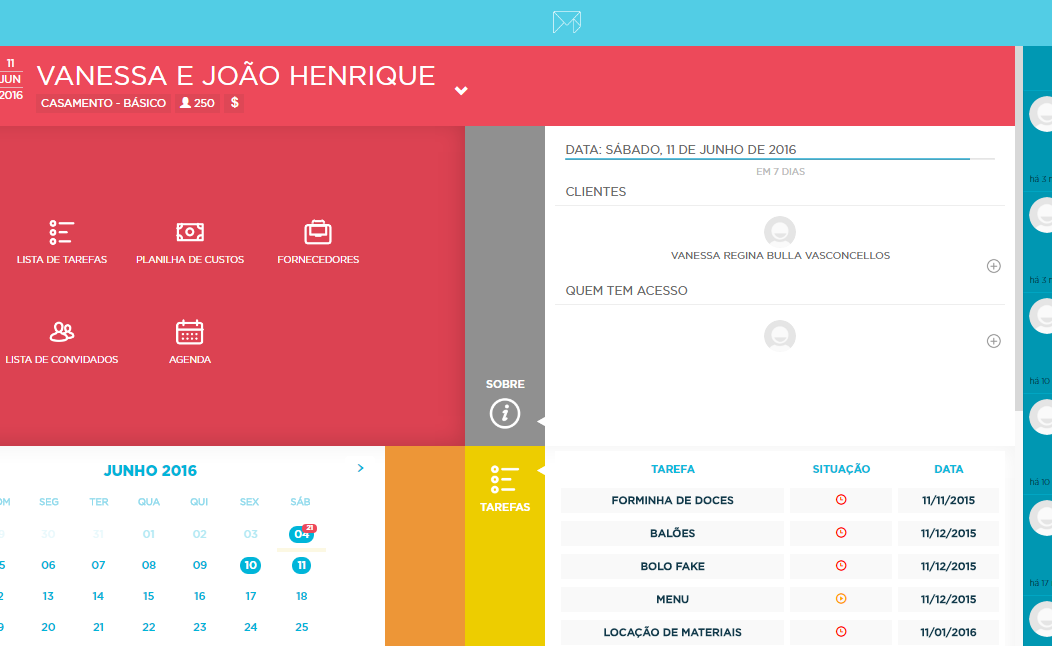 11
JUN
2016
VANESSA E JOÃO HENRIQUE
CASAMENTO - BÁSICO 250 $
LISTA DE TAREFAS
PLANILHA DE CUSTOS
FORNECEDORES
LISTA DE CONVIDADOS
AGENDA
SOBRE
DATA: SÁBADO, 11 DE JUNHO DE 2016
EM 7 DIAS
CLIENTES
VANESSA REGINA BULLA VASCONCELLOS
QUEM TEM ACESSO
há 3
há 3
há 10
há 10
há 17
JUNHO 2016
SEG TER QUA QUI SEX SÁB
30 31 01 02 03 04 21
06 07 08 09 10 11
13 14 15 16 17 18
20 21 22 23 24 25
TAREFAS
TAREFA SITUAÇÃO DATA
FORMINHA DE DOCES 11/11/2015
BALÕES 11/12/2015
BOLO FAKE 11/12/2015
MENU 11/12/2015
LOCAÇÃO DE MATERIAIS 11/01/2016